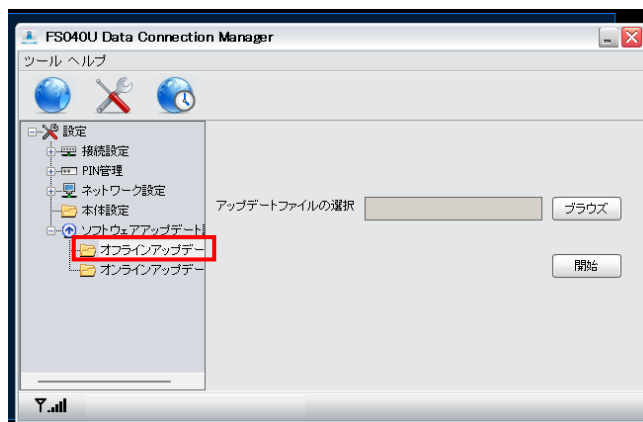 FS040U Data Connection Manager
ツール ヘルプ
設定
接続設定
PIN管理
ネットワーク設定
本体設定
ソフトウェアアップデート
オフラインアップデー
オンラインアップデー
アップデートファイルの選択
ブラウズ
開始